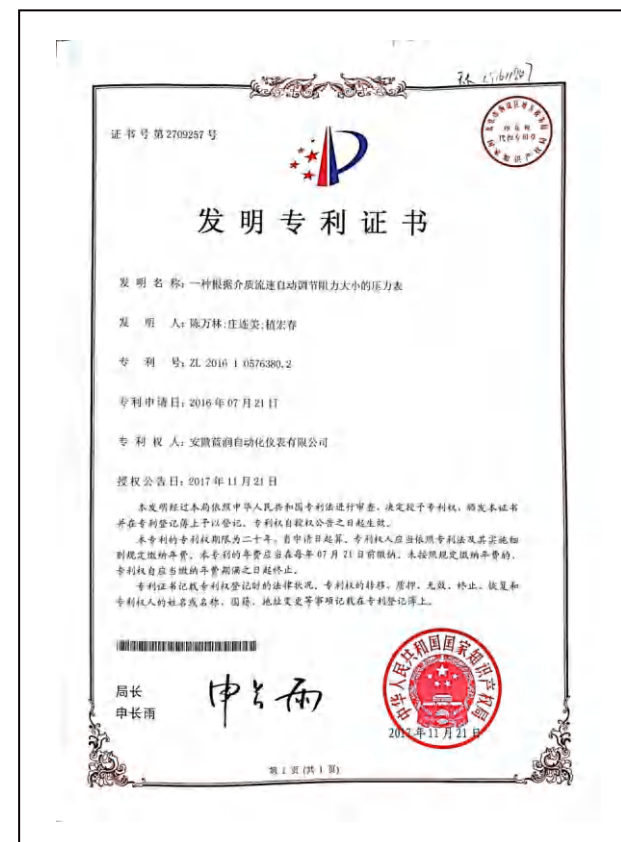 证书号第2709257号
发明专利证书
发明名称：一种根据介质流速自动调节阻力大小的压力表
发明人：陈万林;庄连美;植宏春
专利号：ZL 2016 1 0576380.2
专利申请日：2016年07月21日
专利权人：安徽蓝润自动化仪表有限公司
授权公告日：2017年11月21日
本发明经过本局依照中华人民共和国专利法进行审查，决定授予专利权，颁发本证书
并在专利登记簿上予以登记。专利权自授权公告之日起生效。
本专利的专利权期限为二十年，自申请日起算。专利权人应当依照专利法及其实施细
则规定缴纳年费。本专利的年费应当在每年07月21日前缴纳。未按照规定缴纳年费的，
专利权自应当缴纳年费期满之日起终止。
专利证书记载专利权登记时的法律状况。专利权的转移、质押、无效、终止、恢复和
专利权人的姓名或名称、国籍、地址变更等事项记载在专利登记簿上。
局长
申长雨
申长雨
中华人民共和国国家知识产权局
2017年11月21日
第1页(共1页)